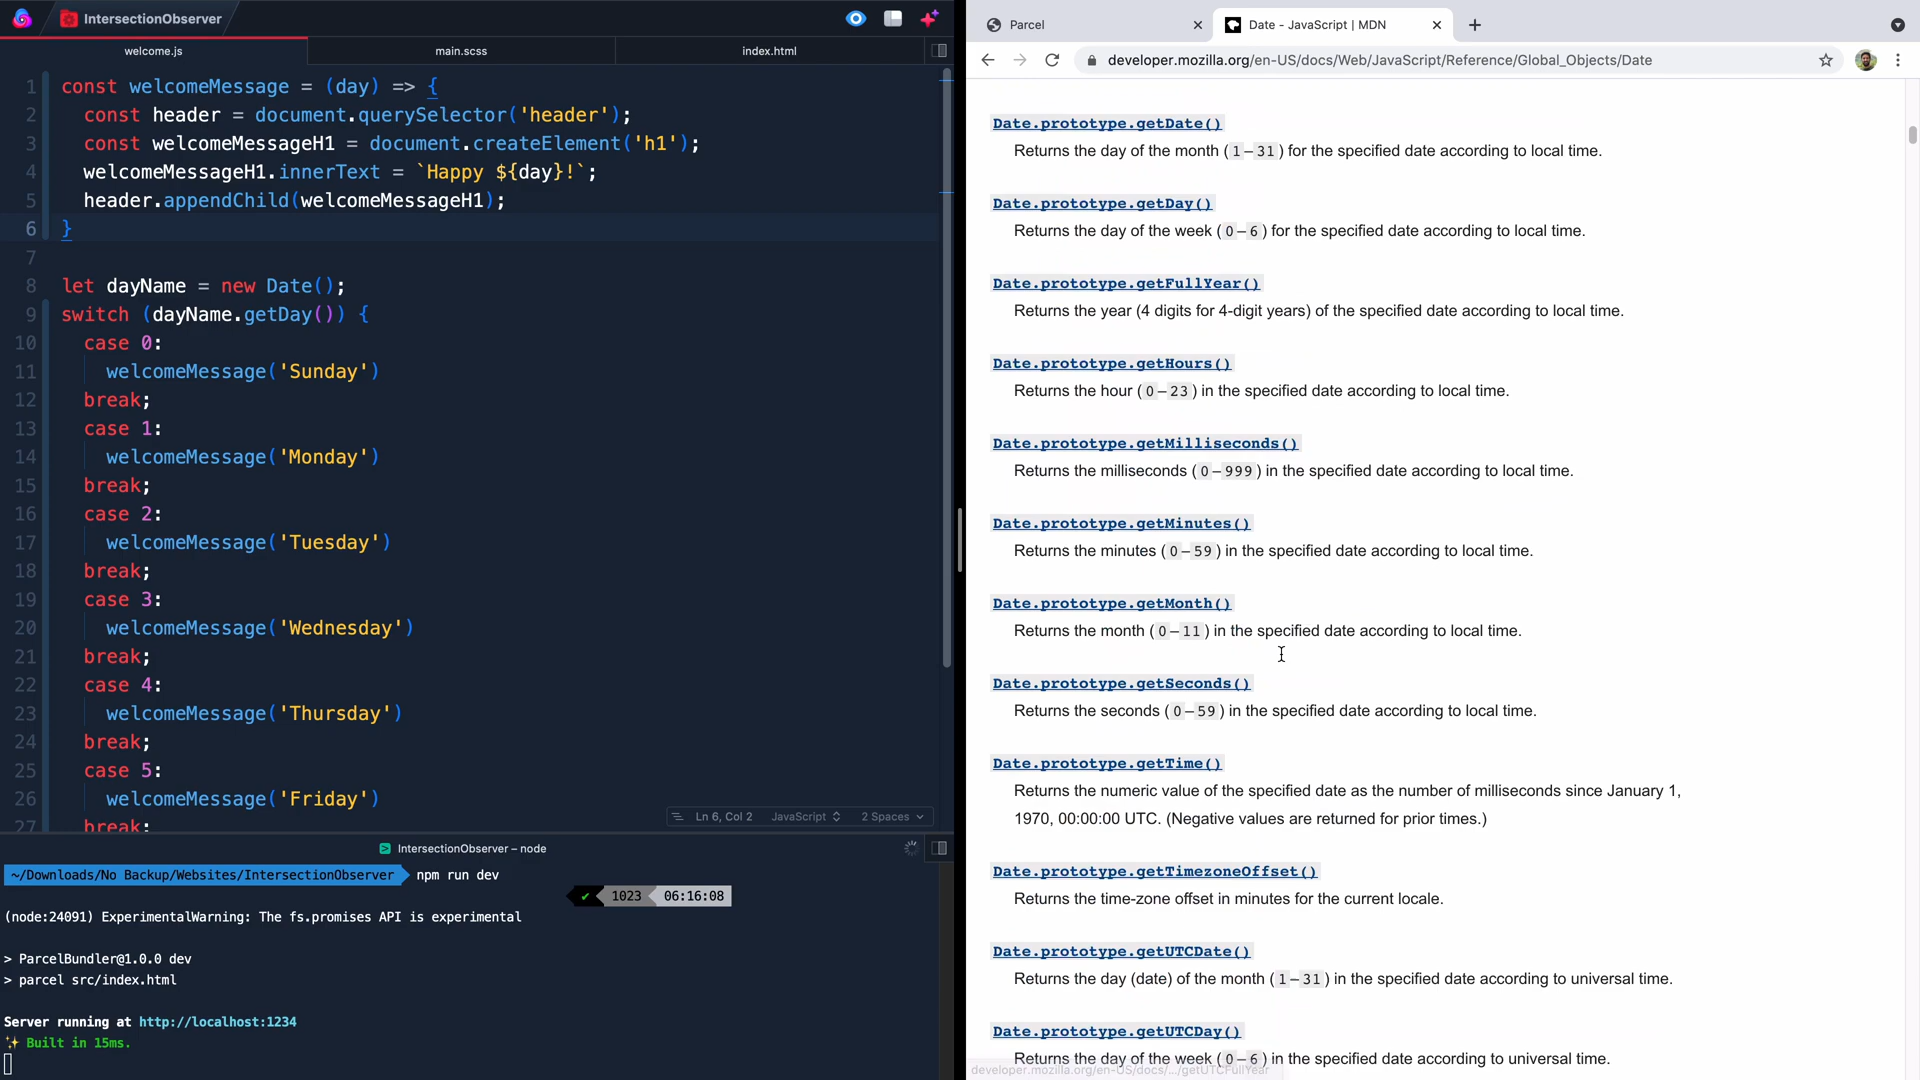 IntersectionObserver
welcome.js
main.scss
index.html
1 const welcomeMessage = (day) => {
2 const header = document.querySelector('header');
3 const welcomeMessageH1 = document.createElement('h1');
4 welcomeMessageH1.innerText = `Happy ${day}!`;
5 header.appendChild(welcomeMessageH1);
6 }
7
8 let dayName = new Date();
9 switch (dayName.getDay()) {
10 case 0:
11 welcomeMessage('Sunday')
12 break;
13 case 1:
14 welcomeMessage('Monday')
15 break;
16 case 2:
17 welcomeMessage('Tuesday')
18 break;
19 case 3:
20 welcomeMessage('Wednesday')
21 break;
22 case 4:
23 welcomeMessage('Thursday')
24 break;
25 case 5:
26 welcomeMessage('Friday')
27 break;
Ln 6, Col 2 JavaScript 2 Spaces
IntersectionObserver – node
~/Downloads/No Backup/Websites/IntersectionObserver npm run dev
✔ 1023 06:16:08
(node:24091) ExperimentalWarning: The fs.promises API is experimental
> ParcelBundler@1.0.0 dev
> parcel src/index.html
Server running at http://localhost:1234
✨ Built in 15ms.
Parcel
Date - JavaScript | MDN
developer.mozilla.org/en-US/docs/Web/JavaScript/Reference/Global_Objects/Date
Date.prototype.getDate()
Returns the day of the month (1–31) for the specified date according to local time.
Date.prototype.getDay()
Returns the day of the week (0–6) for the specified date according to local time.
Date.prototype.getFullYear()
Returns the year (4 digits for 4-digit years) of the specified date according to local time.
Date.prototype.getHours()
Returns the hour (0–23) in the specified date according to local time.
Date.prototype.getMilliseconds()
Returns the milliseconds (0–999) in the specified date according to local time.
Date.prototype.getMinutes()
Returns the minutes (0–59) in the specified date according to local time.
Date.prototype.getMonth()
Returns the month (0–11) in the specified date according to local time.
Date.prototype.getSeconds()
Returns the seconds (0–59) in the specified date according to local time.
Date.prototype.getTime()
Returns the numeric value of the specified date as the number of milliseconds since January 1,
1970, 00:00:00 UTC. (Negative values are returned for prior times.)
Date.prototype.getTimezoneOffset()
Returns the time-zone offset in minutes for the current locale.
Date.prototype.getUTCDate()
Returns the day (date) of the month (1–31) in the specified date according to universal time.
Date.prototype.getUTCDay()
Returns the day of the week (0–6) in the specified date according to universal time.
developer.mozilla.org/en-US/docs/…/getUTCFullYear